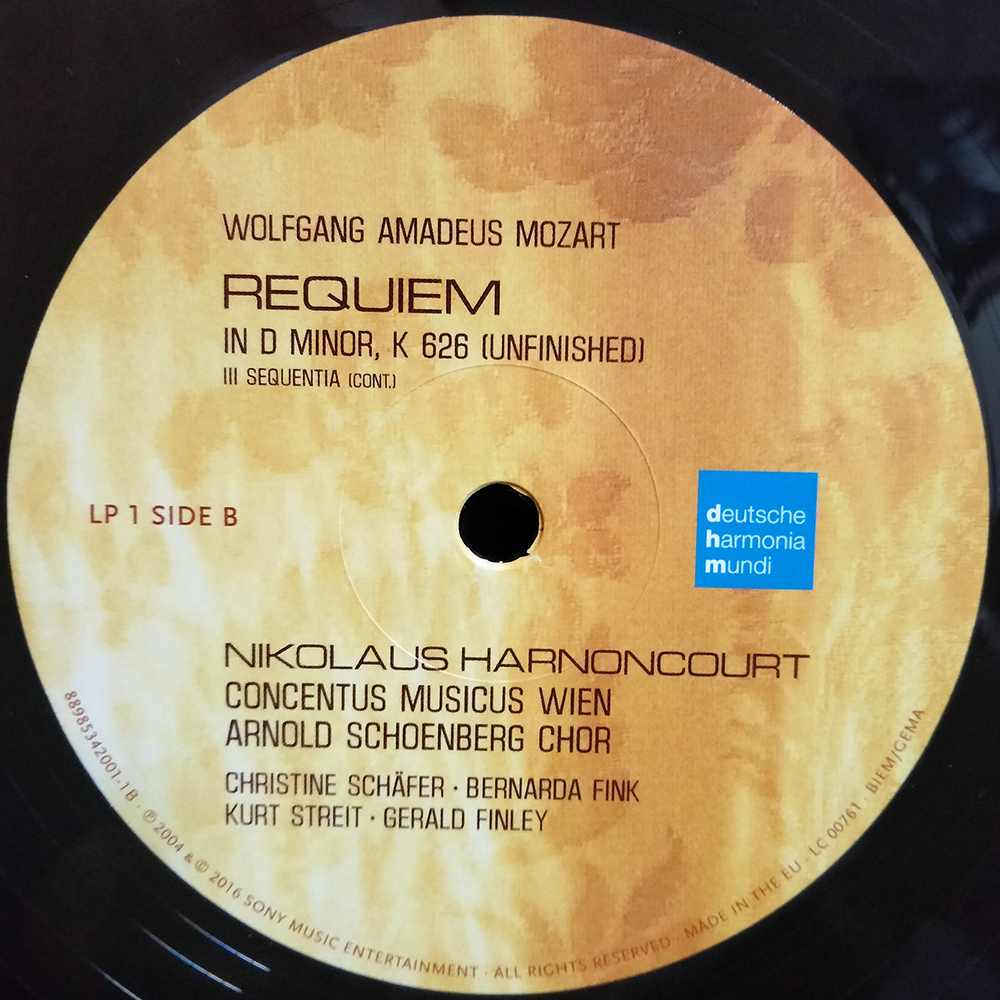 WOLFGANG AMADEUS MOZART
REQUIEM
IN D MINOR, K 626 (UNFINISHED)
III SEQUENTIA (CONT.)
LP 1 SIDE B
deutsche
harmonia
mundi
NIKOLAUS HARNONCOURT
CONCENTUS MUSICUS WIEN
ARNOLD SCHOENBERG CHOR
CHRISTINE SCHÄFER · BERNARDA FINK
KURT STREIT · GERALD FINLEY
88985342001-1B · ℗ 2004 & © 2016 SONY MUSIC ENTERTAINMENT · ALL RIGHTS RESERVED · MADE IN THE EU · LC 00761 · BIEM/GEMA